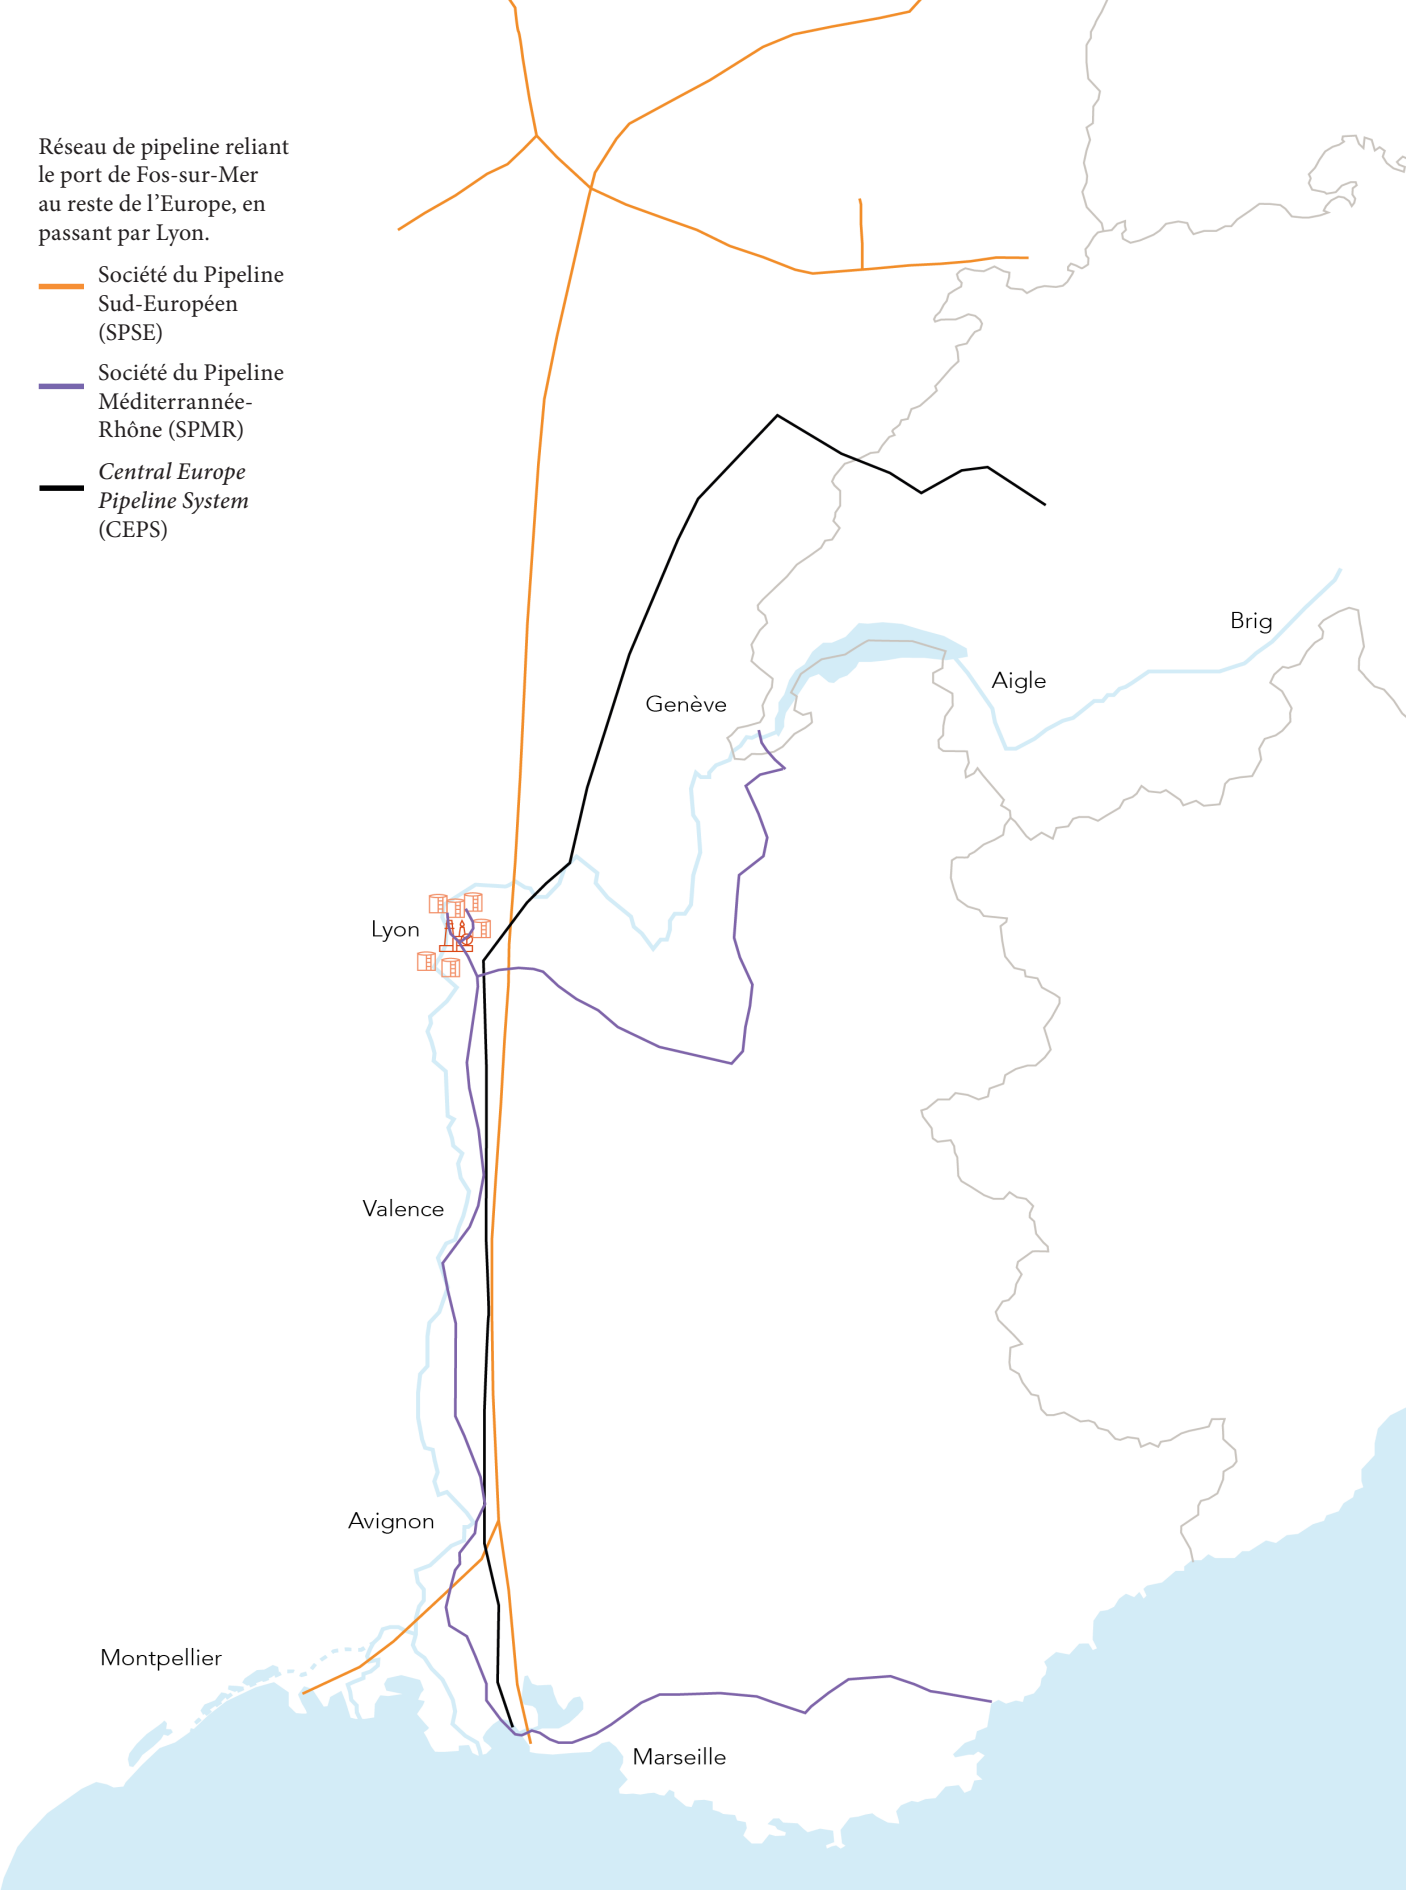 Réseau de pipeline reliant
le port de Fos-sur-Mer
au reste de l’Europe, en
passant par Lyon.
Société du Pipeline
Sud-Européen
(SPSE)
Société du Pipeline
Méditerrannée-
Rhône (SPMR)
Central Europe
Pipeline System
(CEPS)
Brig
Aigle
Genève
Lyon
Valence
Avignon
Montpellier
Marseille